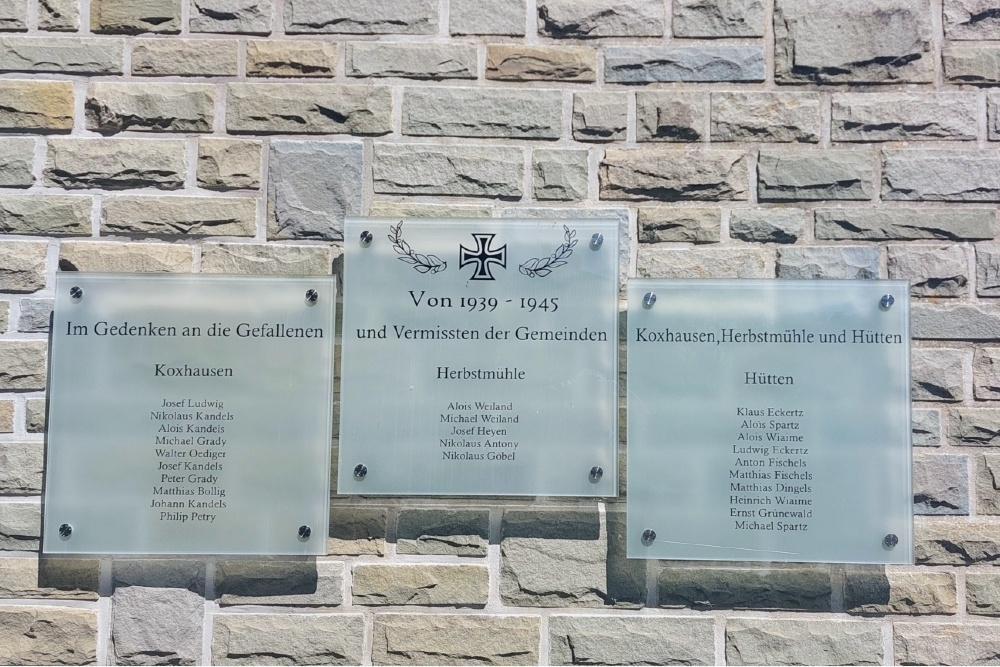 Im Gedenken an die Gefallenen
Koxhausen
Josef Ludwig
Nikolaus Kandels
Alois Kandels
Michael Grady
Walter Oediger
Josef Kandels
Peter Grady
Matthias Bollig
Johann Kandels
Philip Petry
Von 1939 - 1945
und Vermissten der Gemeinden
Herbstmühle
Alois Weiland
Michael Weiland
Josef Heyen
Nikolaus Antony
Nikolaus Göbel
Koxhausen,Herbstmühle und Hütten
Hütten
Klaus Eckertz
Alois Spartz
Alois Wiaime
Ludwig Eckertz
Anton Fischels
Matthias Fischels
Matthias Dingels
Heinrich Wiaime
Ernst Grünewald
Michael Spartz